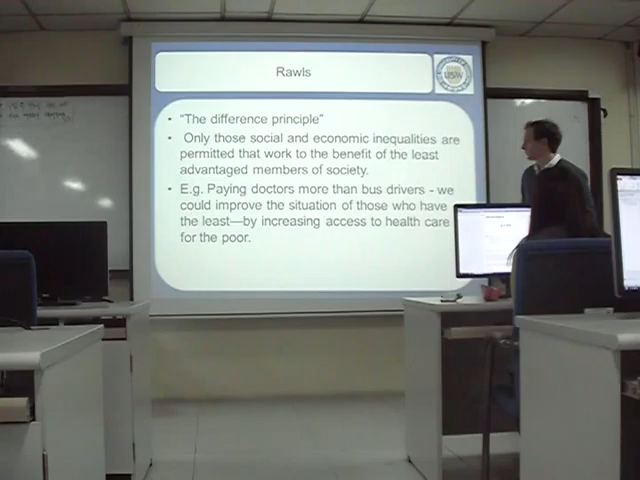 Rawls
• "The difference principle"
• Only those social and economic inequalities are
permitted that work to the benefit of the least
advantaged members of society.
• E.g. Paying doctors more than bus drivers - we
could improve the situation of those who have
the least—by increasing access to health care
for the poor.